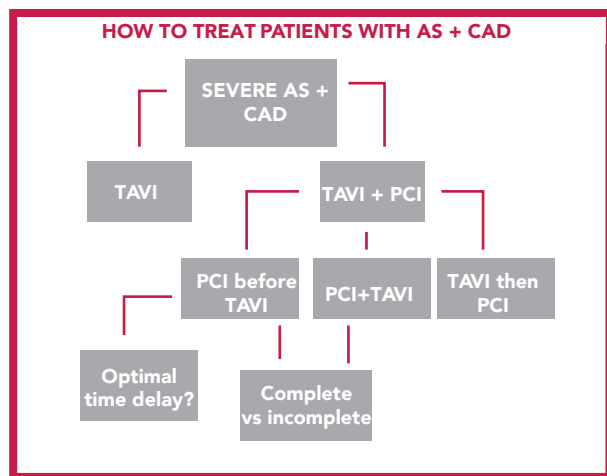 HOW TO TREAT PATIENTS WITH AS + CAD
SEVERE AS +
CAD
TAVI
TAVI + PCI
PCI before
TAVI
PCI+TAVI
TAVI then
PCI
Optimal
time delay?
Complete
vs incomplete